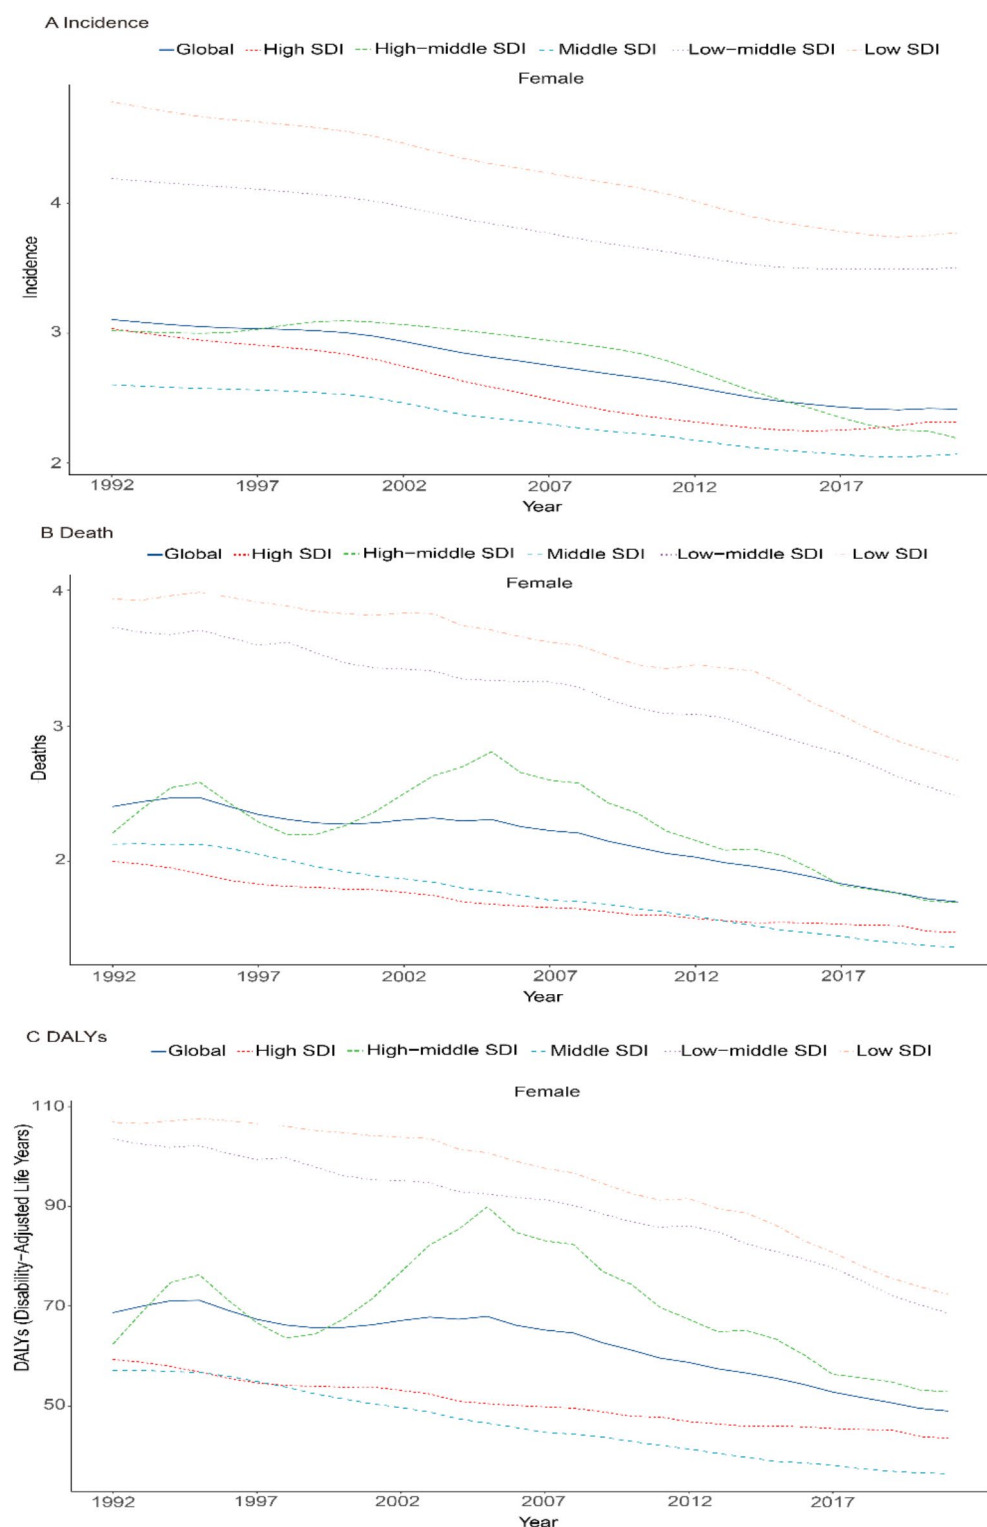 A Incidence
Global High SDI High-middle SDI Middle SDI Low-middle SDI Low SDI
Female
4
3
2
Incidence
1992 1997 2002 2007 2012 2017
Year
B Death
Global High SDI High-middle SDI Middle SDI Low-middle SDI Low SDI
Female
4
3
2
Deaths
1992 1997 2002 2007 2012 2017
Year
C DALYs
Global High SDI High-middle SDI Middle SDI Low-middle SDI Low SDI
Female
110
90
70
50
DALYs (Disability-Adjusted Life Years)
1992 1997 2002 2007 2012 2017
Year